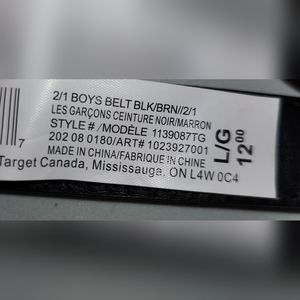 2/1 BOYS BELT BLK/BRN//2/1
LES GARÇONS CEINTURE NOIR/MARRON
STYLE # /MODÈLE 1139087TG
202 08 0180/ART# 1023927001
MADE IN CHINA/FABRIQUÉ EN CHINE
Target Canada, Mississauga, ON L4W 0C4
L/G
12.00
7